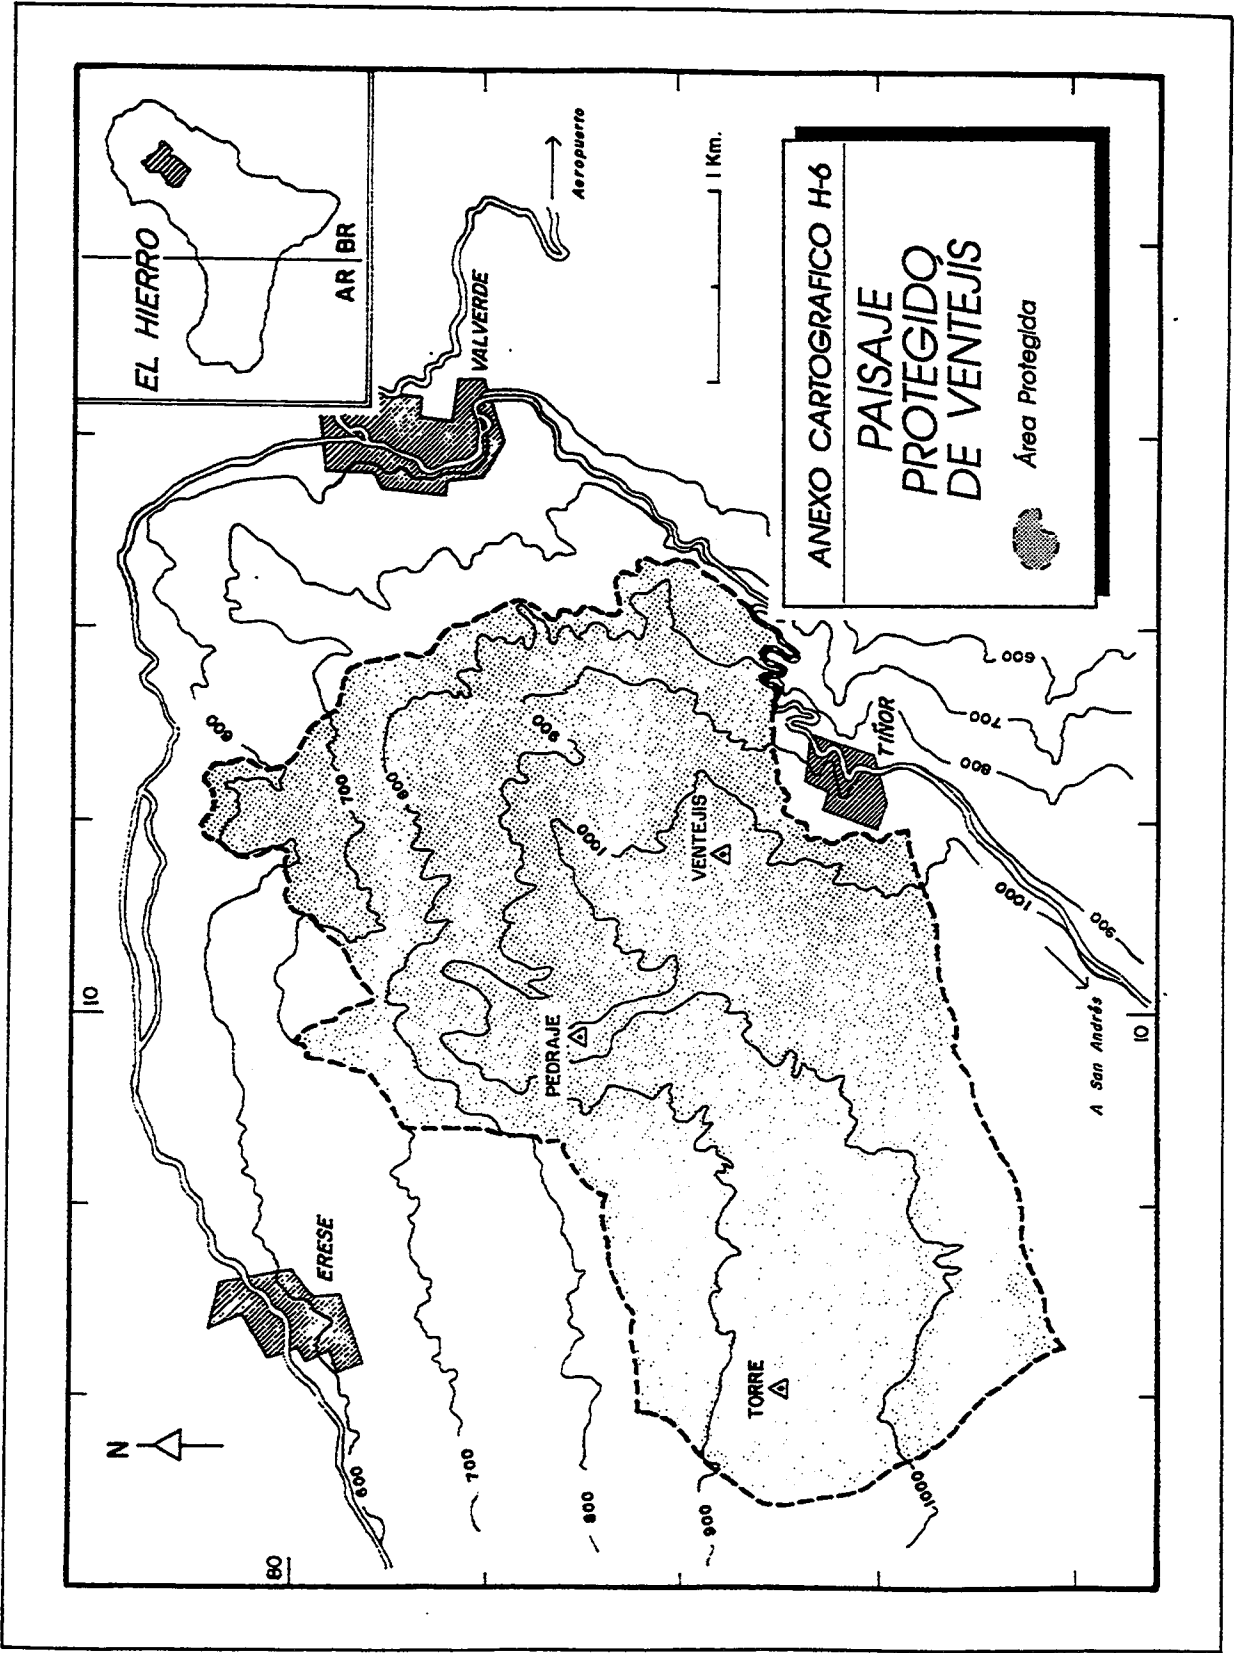 EL HIERRO
AR BR
N
80
10
10
ERESE
VALVERDE
Aeropuerto
600
700
800
900
1000
600
700
800
900
1000
PEDRAJE
VENTEJIS
TORRE
TIÑOR
600
700
800
900
1000
A San Andrés
1 Km.
ANEXO CARTOGRAFICO H-6
PAISAJE
PROTEGIDO
DE VENTEJIS
Área Protegida